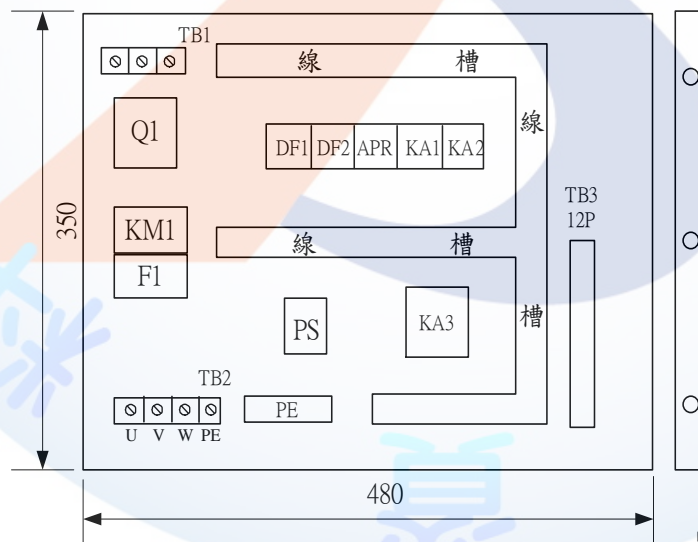 TB1
線 槽
Q1
線
DF1 DF2 APR KA1 KA2
TB3
12P
350
KM1
線 槽
F1
槽
PS
KA3
TB2
PE
U V W PE
480